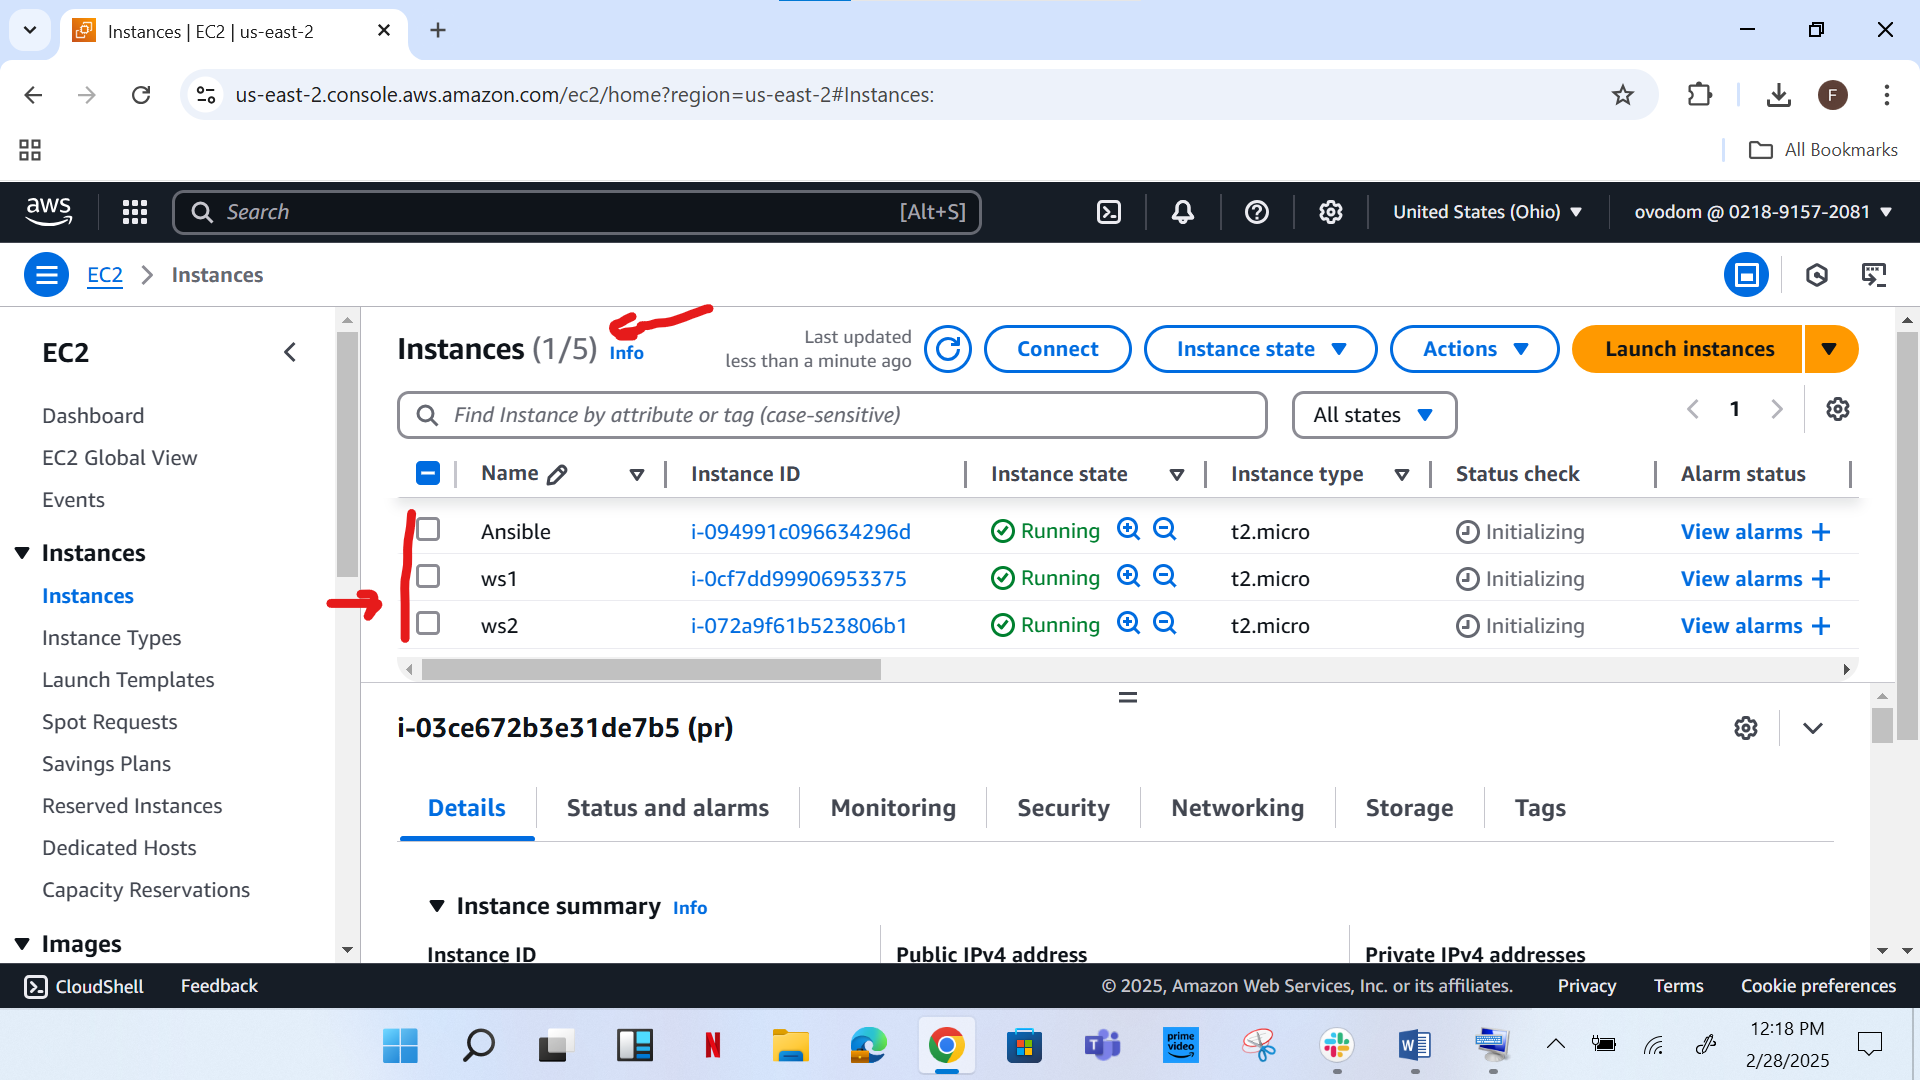 Instances | EC2 | us-east-2
us-east-2.console.aws.amazon.com/ec2/home?region=us-east-2#Instances:
F
All Bookmarks
aws
Search
[Alt+S]
United States (Ohio)
ovodom @ 0218-9157-2081
EC2
Instances
EC2
Dashboard
EC2 Global View
Events
Instances
Instances
Instance Types
Launch Templates
Spot Requests
Savings Plans
Reserved Instances
Dedicated Hosts
Capacity Reservations
Images
Instances (1/5) Info
Last updated
less than a minute ago
Connect
Instance state
Actions
Launch instances
Find Instance by attribute or tag (case-sensitive)
All states
1
Name Instance ID Instance state Instance type Status check Alarm status
Ansible i-094991c096634296d Running t2.micro Initializing View alarms +
ws1 i-0cf7dd99906953375 Running t2.micro Initializing View alarms +
ws2 i-072a9f61b523806b1 Running t2.micro Initializing View alarms +
i-03ce672b3e31de7b5 (pr)
Details Status and alarms Monitoring Security Networking Storage Tags
Instance summary Info
Instance ID Public IPv4 address Private IPv4 addresses
CloudShell Feedback © 2025, Amazon Web Services, Inc. or its affiliates. Privacy Terms Cookie preferences
N
T
prime video
W
12:18 PM
2/28/2025